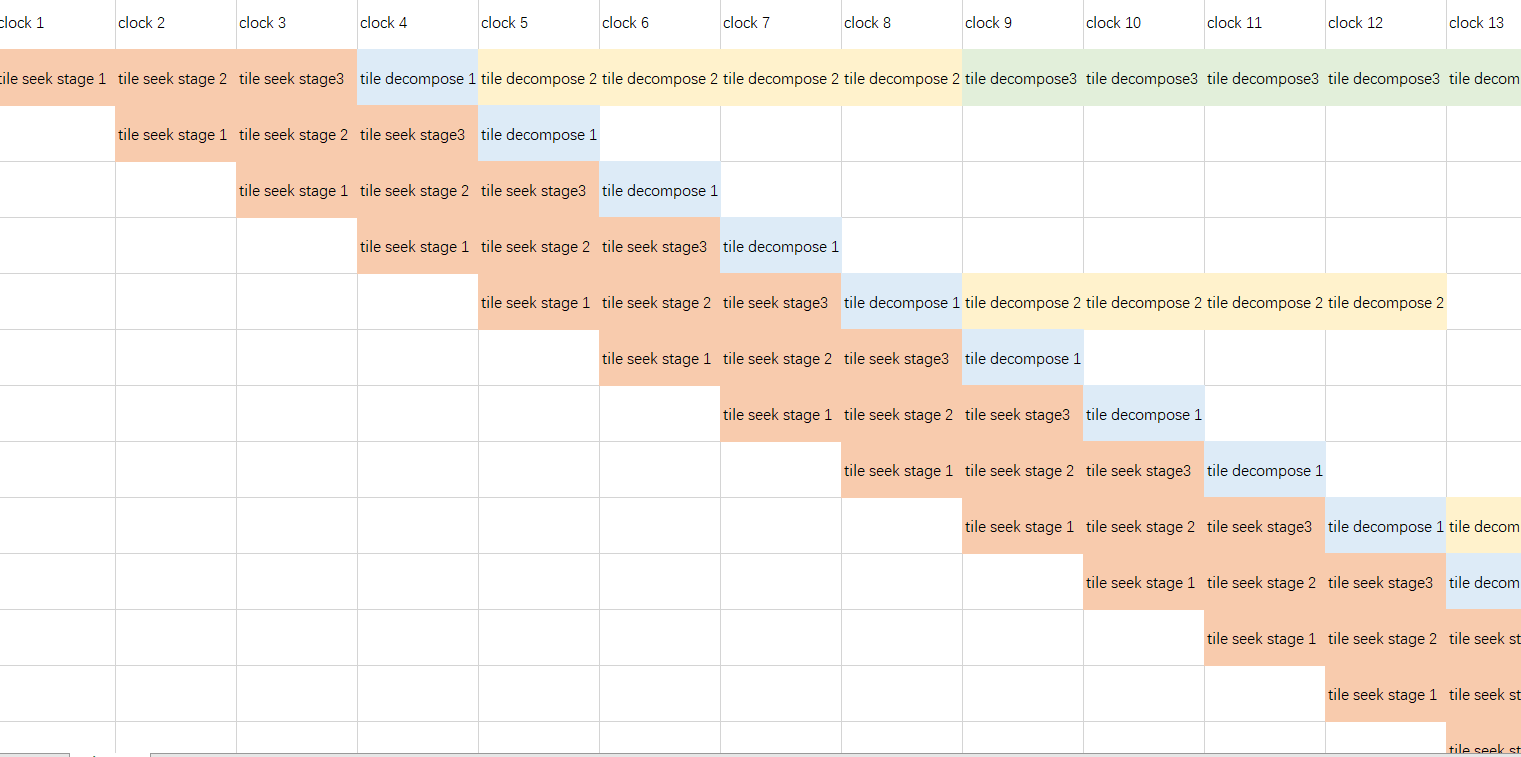 clock 1 clock 2 clock 3 clock 4 clock 5 clock 6 clock 7 clock 8 clock 9 clock 10 clock 11 clock 12 clock 13
tile seek stage 1 tile seek stage 2 tile seek stage3 tile decompose 1 tile decompose 2 tile decompose 2 tile decompose 2 tile decompose 2 tile decompose3 tile decompose3 tile decompose3 tile decompose3 tile decom
tile seek stage 1 tile seek stage 2 tile seek stage3 tile decompose 1
tile seek stage 1 tile seek stage 2 tile seek stage3 tile decompose 1
tile seek stage 1 tile seek stage 2 tile seek stage3 tile decompose 1
tile seek stage 1 tile seek stage 2 tile seek stage3 tile decompose 1 tile decompose 2 tile decompose 2 tile decompose 2 tile decompose 2
tile seek stage 1 tile seek stage 2 tile seek stage3 tile decompose 1
tile seek stage 1 tile seek stage 2 tile seek stage3 tile decompose 1
tile seek stage 1 tile seek stage 2 tile seek stage3 tile decompose 1
tile seek stage 1 tile seek stage 2 tile seek stage3 tile decompose 1 tile decom
tile seek stage 1 tile seek stage 2 tile seek stage3 tile decom
tile seek stage 1 tile seek stage 2 tile seek st
tile seek stage 1 tile seek st
tile seek st